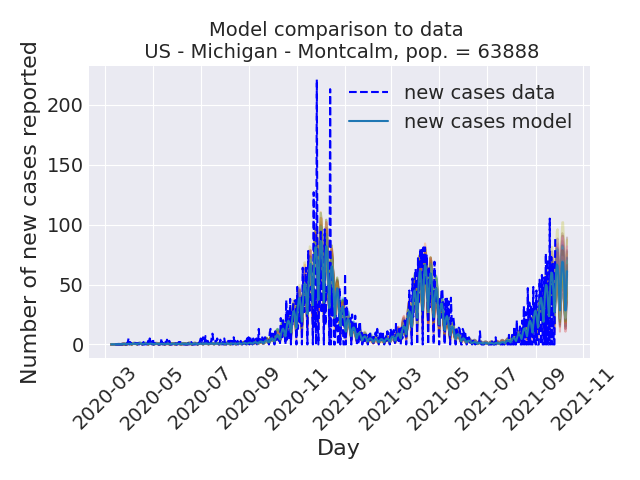 Model comparison to data
US - Michigan - Montcalm, pop. = 63888
Number of new cases reported
200
150
100
50
0
new cases data
new cases model
2020-03
2020-05
2020-07
2020-09
2020-11
2021-01
2021-03
2021-05
2021-07
2021-09
2021-11
Day